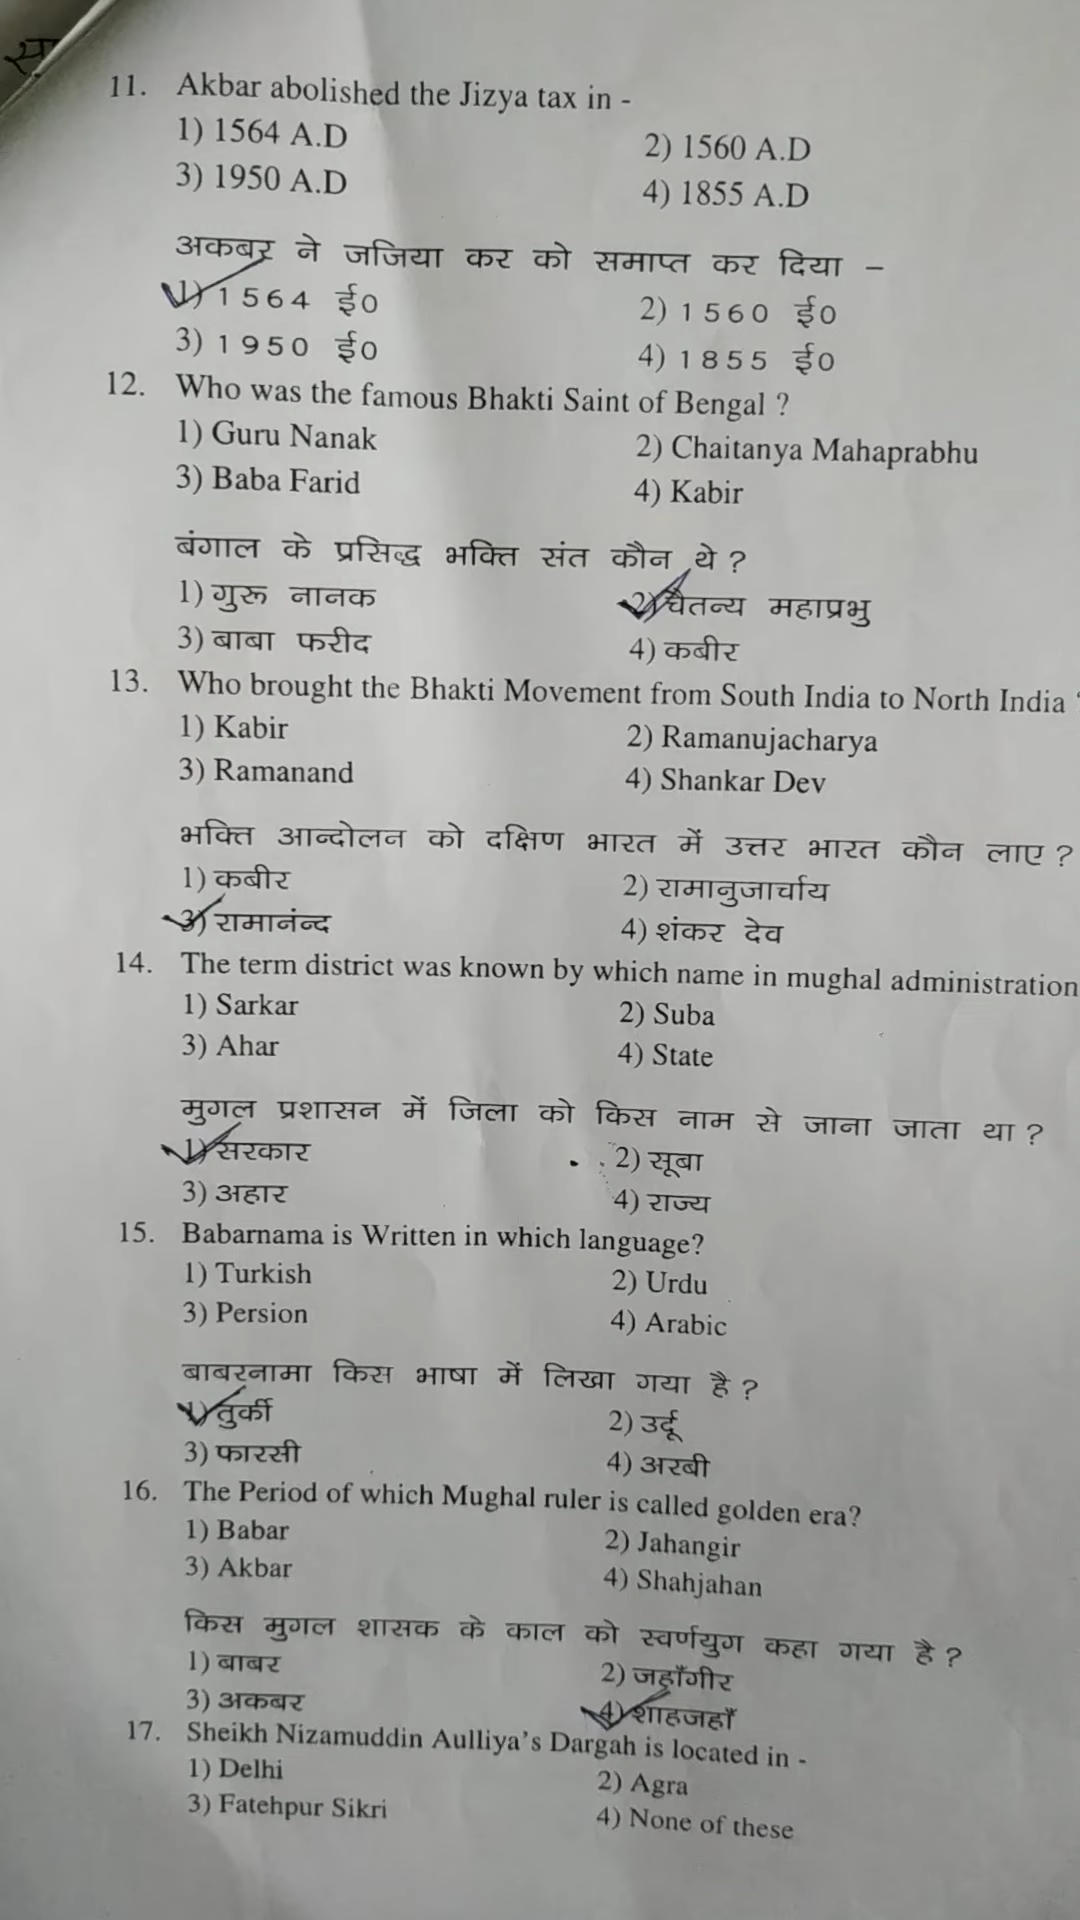 11. Akbar abolished the Jizya tax in -
1) 1564 A.D 2) 1560 A.D
3) 1950 A.D 4) 1855 A.D
अकबर ने जजिया कर को समाप्त कर दिया –
1) 1564 ई० 2) 1560 ई०
3) 1950 ई० 4) 1855 ई०
12. Who was the famous Bhakti Saint of Bengal ?
1) Guru Nanak 2) Chaitanya Mahaprabhu
3) Baba Farid 4) Kabir
बंगाल के प्रसिद्ध भक्ति संत कौन थे ?
1) गुरू नानक 2) चैतन्य महाप्रभु
3) बाबा फरीद 4) कबीर
13. Who brought the Bhakti Movement from South India to North India
1) Kabir 2) Ramanujacharya
3) Ramanand 4) Shankar Dev
भक्ति आन्दोलन को दक्षिण भारत में उत्तर भारत कौन लाए ?
1) कबीर 2) रामानुजार्चाय
3) रामानंन्द 4) शंकर देव
14. The term district was known by which name in mughal administration
1) Sarkar 2) Suba
3) Ahar 4) State
मुगल प्रशासन में जिला को किस नाम से जाना जाता था ?
1) सरकार 2) सूबा
3) अहार 4) राज्य
15. Babarnama is Written in which language?
1) Turkish 2) Urdu
3) Persion 4) Arabic
बाबरनामा किस भाषा में लिखा गया है ?
1) तुर्की 2) उर्दू
3) फारसी 4) अरबी
16. The Period of which Mughal ruler is called golden era?
1) Babar 2) Jahangir
3) Akbar 4) Shahjahan
किस मुगल शासक के काल को स्वर्णयुग कहा गया है ?
1) बाबर 2) जहाँगीर
3) अकबर 4) शाहजहाँ
17. Sheikh Nizamuddin Aulliya's Dargah is located in -
1) Delhi 2) Agra
3) Fatehpur Sikri 4) None of these